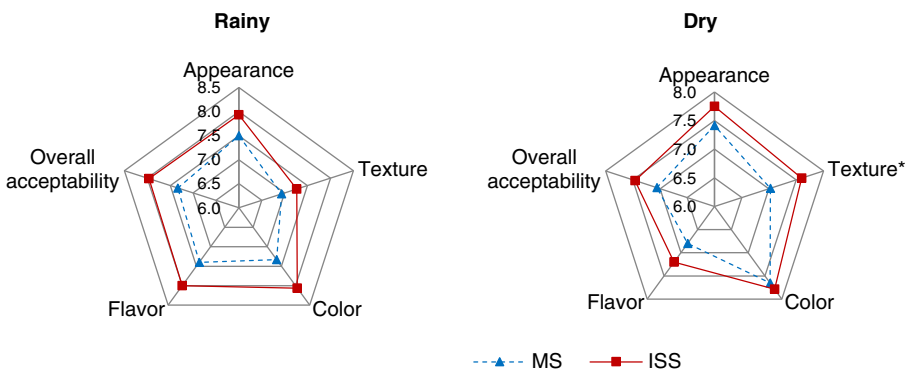 Rainy
Appearance
8.5
8.0
7.5
7.0
6.5
6.0
Texture
Color
Flavor
Overall
acceptability
Dry
Appearance
8.0
7.5
7.0
6.5
6.0
Texture*
Color
Flavor
Overall
acceptability
MS
ISS